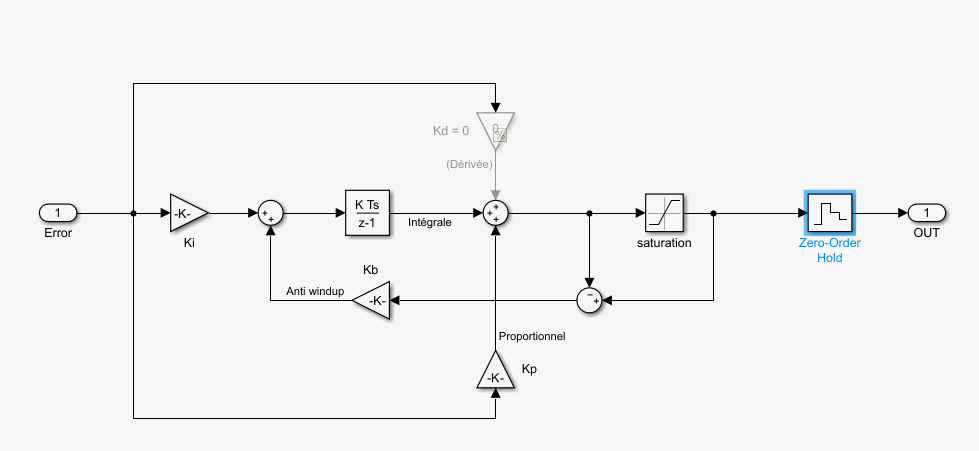 Kd = 0
(Dérivée)
1
Error
-K-
Ki
+
+
K Ts
z-1
Intégrale
+
+
+
saturation
Zero-Order
Hold
1
OUT
Kb
Anti windup
-K-
−
+
Proportionnel
-K-
Kp